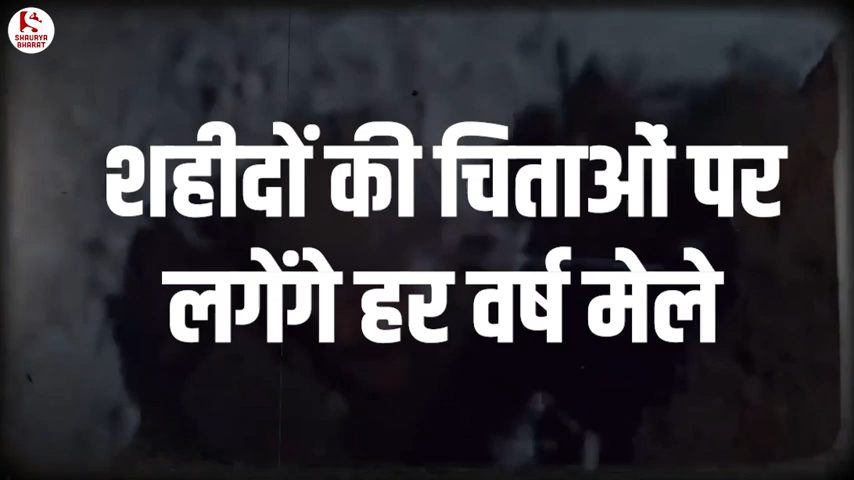 SHAURYA
BHARAT
शहीदों की चिताओं पर
लगेंगे हर वर्ष मेले